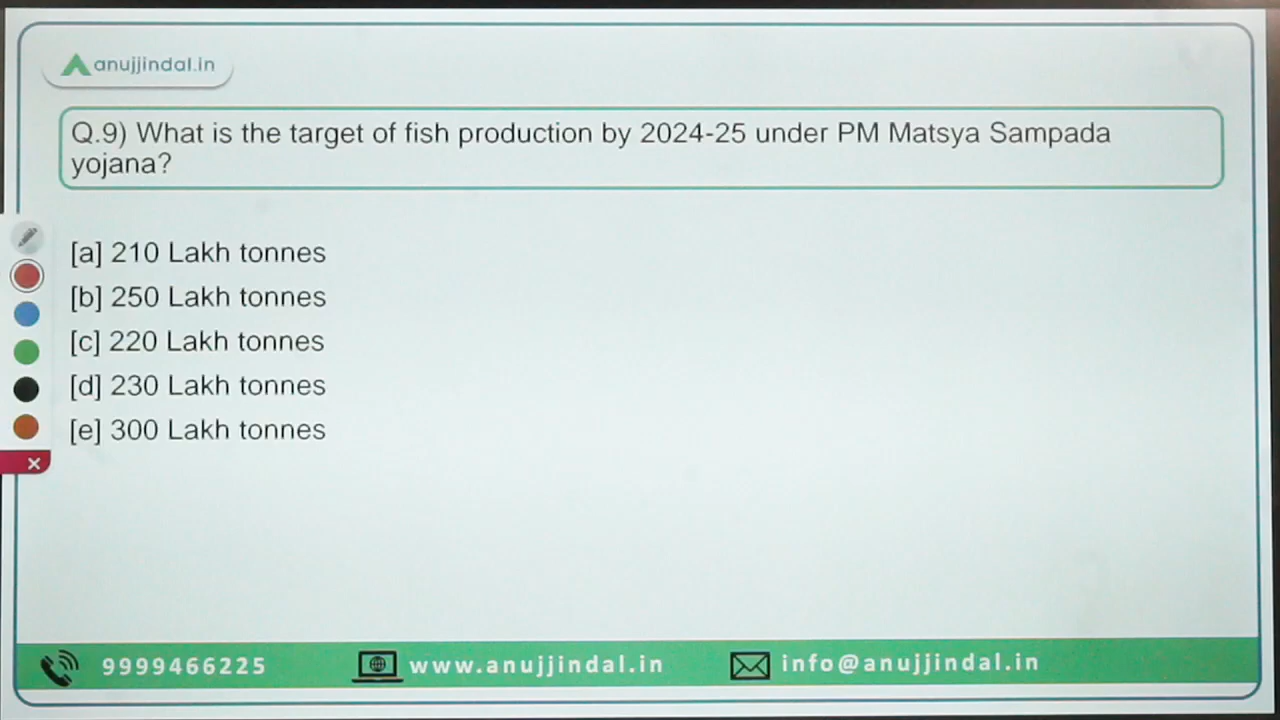 anujjindal.in
Q.9) What is the target of fish production by 2024-25 under PM Matsya Sampada
yojana?
[a] 210 Lakh tonnes
[b] 250 Lakh tonnes
[c] 220 Lakh tonnes
[d] 230 Lakh tonnes
[e] 300 Lakh tonnes
9999466225 www.anujjindal.in info@anujjindal.in